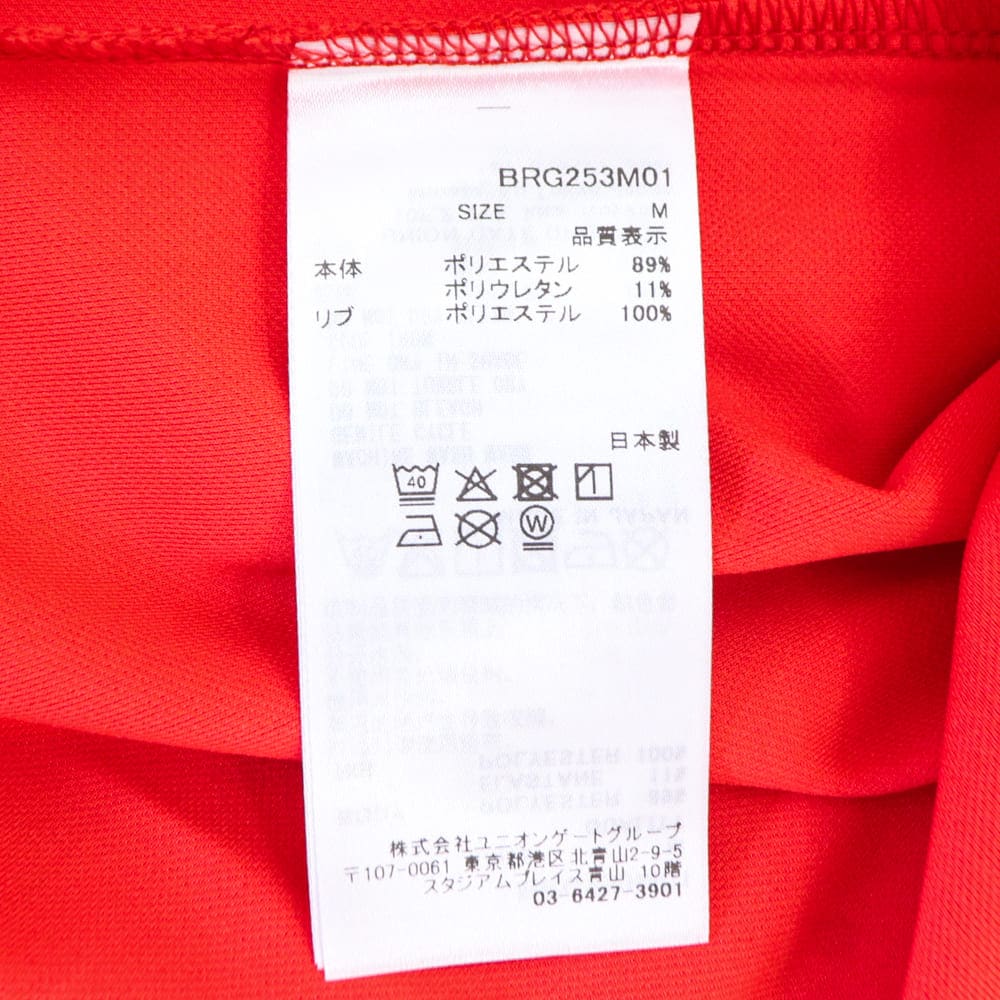 BRG253M01
SIZE M
品質表示
本体 ポリエステル 89%
ポリウレタン 11%
リブ ポリエステル 100%
日本製
40
W
株式会社ユニオンゲートグループ
〒107-0061 東京都港区北青山2-9-5
スタジアムプレイス青山 10階
03-6427-3901